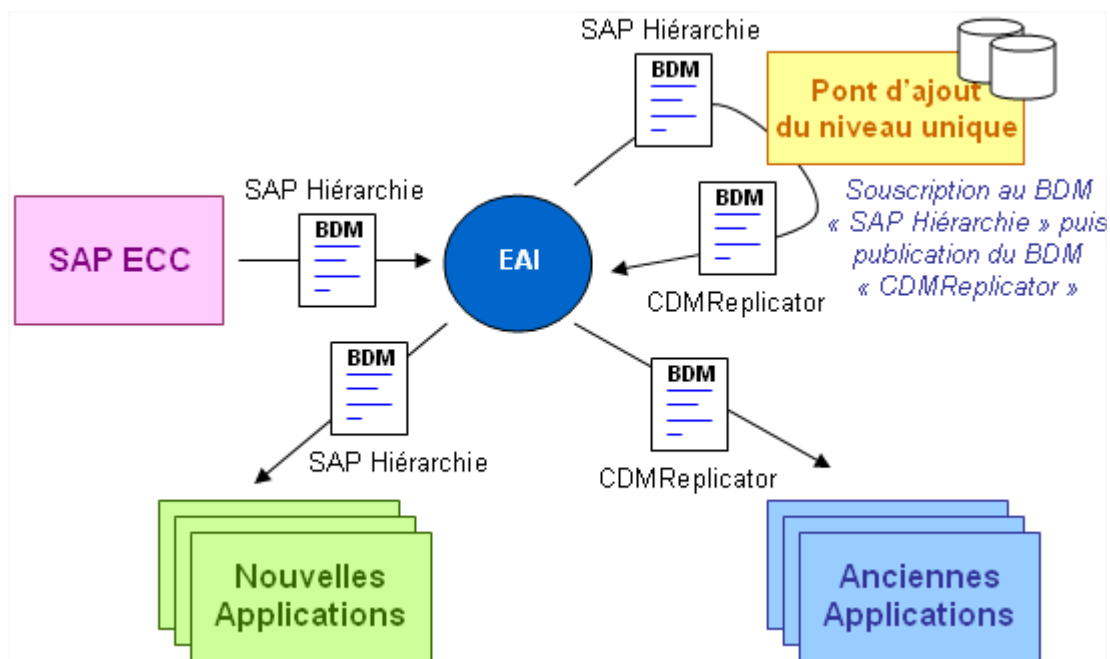 SAP Hiérarchie
BDM
Pont d'ajout
du niveau unique
SAP Hiérarchie
BDM
SAP ECC
EAI
BDM
CDMReplicator
Souscription au BDM
« SAP Hiérarchie » puis
publication du BDM
« CDMReplicator »
BDM
SAP Hiérarchie
BDM
CDMReplicator
Nouvelles
Applications
Anciennes
Applications